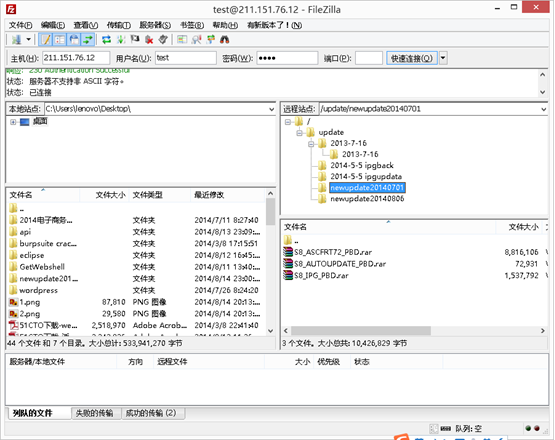 test@211.151.76.12 - FileZilla
文件(F) 编辑(E) 查看(V) 传输(T) 服务器(S) 书签(B) 帮助(H) 有新版本了！(N)
主机(H): 211.151.76.12 用户名(U): test 密码(W): •••• 端口(P): 快速连接(Q)
响应: 230 Authentication Successful
状态: 服务器不支持非 ASCII 字符。
状态: 已连接
本地站点: C:\Users\lenovo\Desktop\
桌面
远程站点: /update/newupdate20140701
/
update
2013-7-16
2013-7-16
2014-5-5 ipgback
2014-5-5 ipgupdata
newupdate20140701
newupdate20140806
文件名 文件大小 文件类型 最近修改
..
2014电子商务... 文件夹 2014/7/11 8:27:40
api 文件夹 2014/8/13 23:09:...
burpsuite crac... 文件夹 2014/3/8 17:15:51
eclipse 文件夹 2014/8/12 16:45:...
GetWebshell 文件夹 2014/8/11 13:40:...
newupdate201... 文件夹 2014/8/14 20:13:...
wordpress 文件夹 2014/7/26 8:24:20
1.png 87,810 PNG 图像 2014/8/14 20:13:...
2.png 29,580 PNG 图像 2014/8/14 20:13:...
51CTO下载-we... 2,518,970 Adobe Acrob... 2014/3/8 22:41:40
44 个文件 和 7 个目录。大小总计: 533,941,270 字节
文件名 文件大小
..
S8_ASCFRT72_PBD.rar 8,816,106
S8_AUTOUPDATE_PBD.rar 72,931
S8_IPG_PBD.rar 1,537,792
3 个文件。大小总共: 10,426,829 字节
服务器/本地文件 方向 远程文件 大小 优先级 状态
列队的文件 失败的传输 成功的传输 (2)
队列: 空